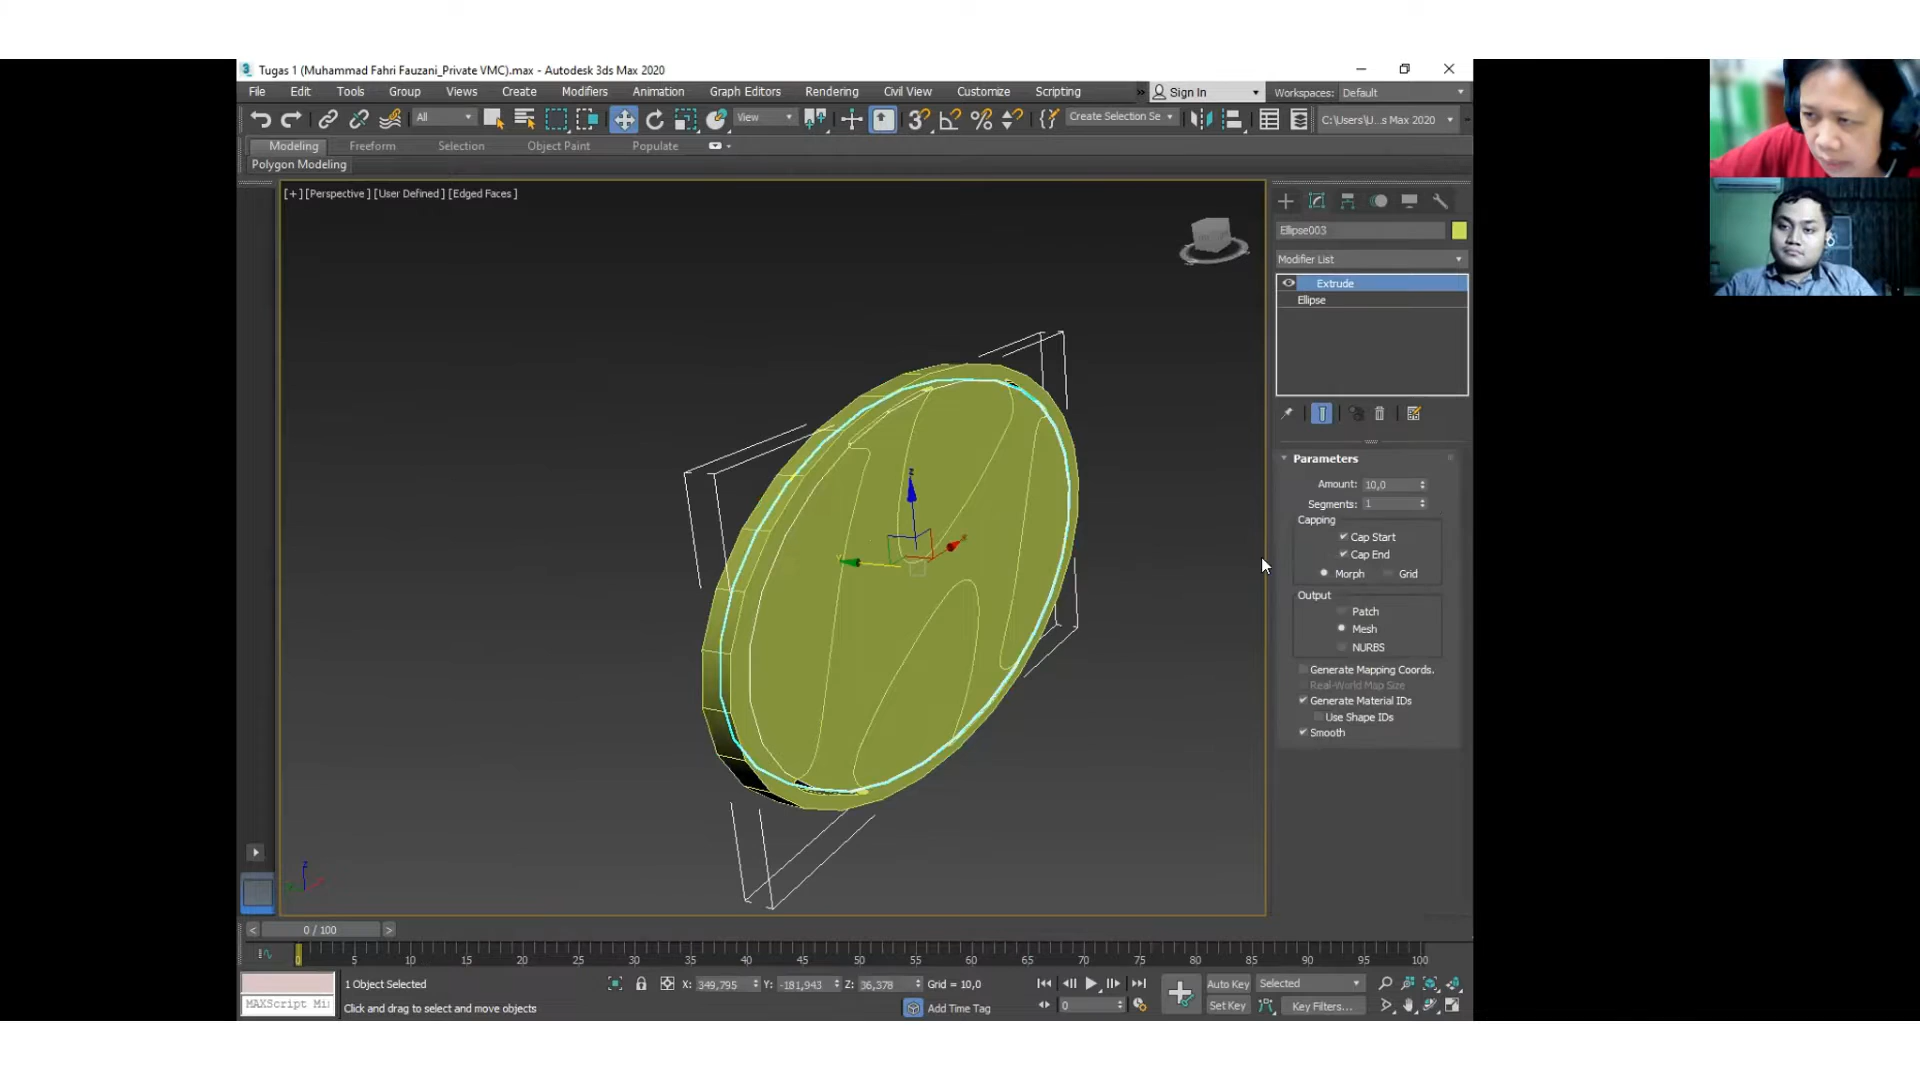 Tugas 1 (Muhammad Fahri Fauzani_Private VMC).max - Autodesk 3ds Max 2020
File Edit Tools Group Views Create Modifiers Animation Graph Editors Rendering Civil View Customize Scripting » Sign In Workspaces: Default
All View Create Selection Se C:\Users\U...s Max 2020
Modeling Freeform Selection Object Paint Populate
Polygon Modeling
[+] [Perspective ] [User Defined ] [Edged Faces ]
Ellipse003
Modifier List
Extrude
Ellipse
Parameters
Amount: 10,0
Segments: 1
Capping
Cap Start
Cap End
Morph Grid
Output
Patch
Mesh
NURBS
Generate Mapping Coords.
Real-World Map Size
Generate Material IDs
Use Shape IDs
Smooth
z
y
x
z
< 0 / 100 >
0 5 10 15 20 25 30 35 40 45 50 55 60 65 70 75 80 85 90 95 100
1 Object Selected X: 349,795 Y: -181,943 Z: 36,378 Grid = 10,0 Auto Key Selected
MAXScript Mi Click and drag to select and move objects Add Time Tag 0 Set Key Key Filters...